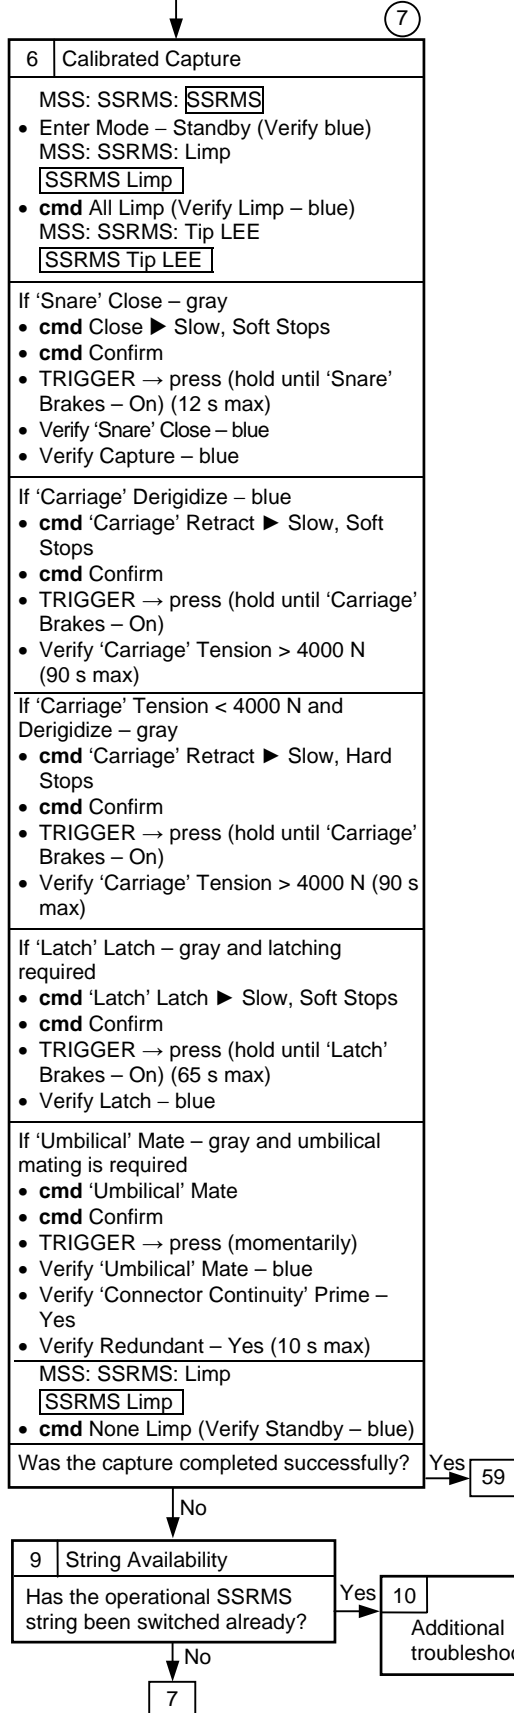 7
6 Calibrated Capture
MSS: SSRMS: SSRMS
• Enter Mode – Standby (Verify blue)
MSS: SSRMS: Limp
SSRMS Limp
• cmd All Limp (Verify Limp – blue)
MSS: SSRMS: Tip LEE
SSRMS Tip LEE
If ‘Snare’ Close – gray
• cmd Close ► Slow, Soft Stops
• cmd Confirm
• TRIGGER → press (hold until ‘Snare’
Brakes – On) (12 s max)
• Verify ‘Snare’ Close – blue
• Verify Capture – blue
If ‘Carriage’ Derigidize – blue
• cmd ‘Carriage’ Retract ► Slow, Soft
Stops
• cmd Confirm
• TRIGGER → press (hold until ‘Carriage’
Brakes – On)
• Verify ‘Carriage’ Tension > 4000 N
(90 s max)
If ‘Carriage’ Tension < 4000 N and
Derigidize – gray
• cmd ‘Carriage’ Retract ► Slow, Hard
Stops
• cmd Confirm
• TRIGGER → press (hold until ‘Carriage’
Brakes – On)
• Verify ‘Carriage’ Tension > 4000 N (90 s
max)
If ‘Latch’ Latch – gray and latching
required
• cmd ‘Latch’ Latch ► Slow, Soft Stops
• cmd Confirm
• TRIGGER → press (hold until ‘Latch’
Brakes – On) (65 s max)
• Verify Latch – blue
If ‘Umbilical’ Mate – gray and umbilical
mating is required
• cmd ‘Umbilical’ Mate
• cmd Confirm
• TRIGGER → press (momentarily)
• Verify ‘Umbilical’ Mate – blue
• Verify ‘Connector Continuity’ Prime –
Yes
• Verify Redundant – Yes (10 s max)
MSS: SSRMS: Limp
SSRMS Limp
• cmd None Limp (Verify Standby – blue)
Was the capture completed successfully?
Yes
59
No
9 String Availability
Has the operational SSRMS
string been switched already?
Yes
10
Additional
No
7